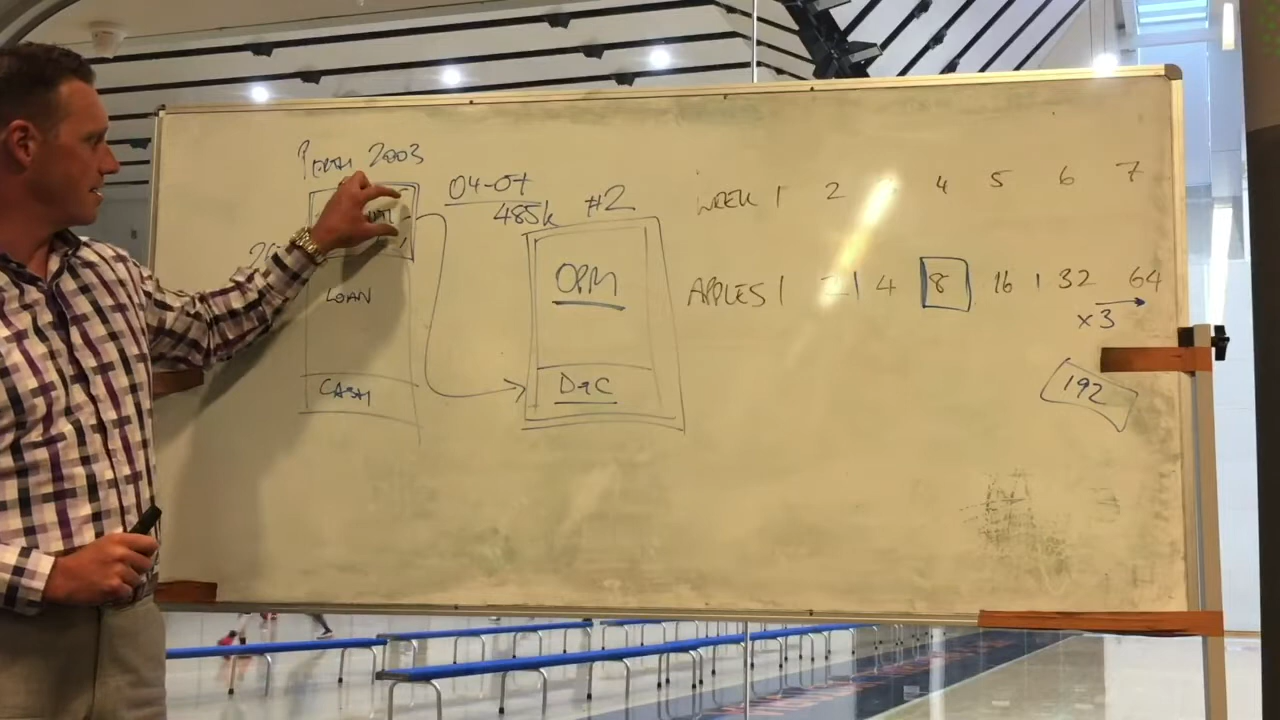 Perth 2003
04-07
485k #2
LOAN
CASH
OPM
D&C
WEEK 1 2 4 5 6 7
APPLES 1 2 4 8 16 32 64
x3
192